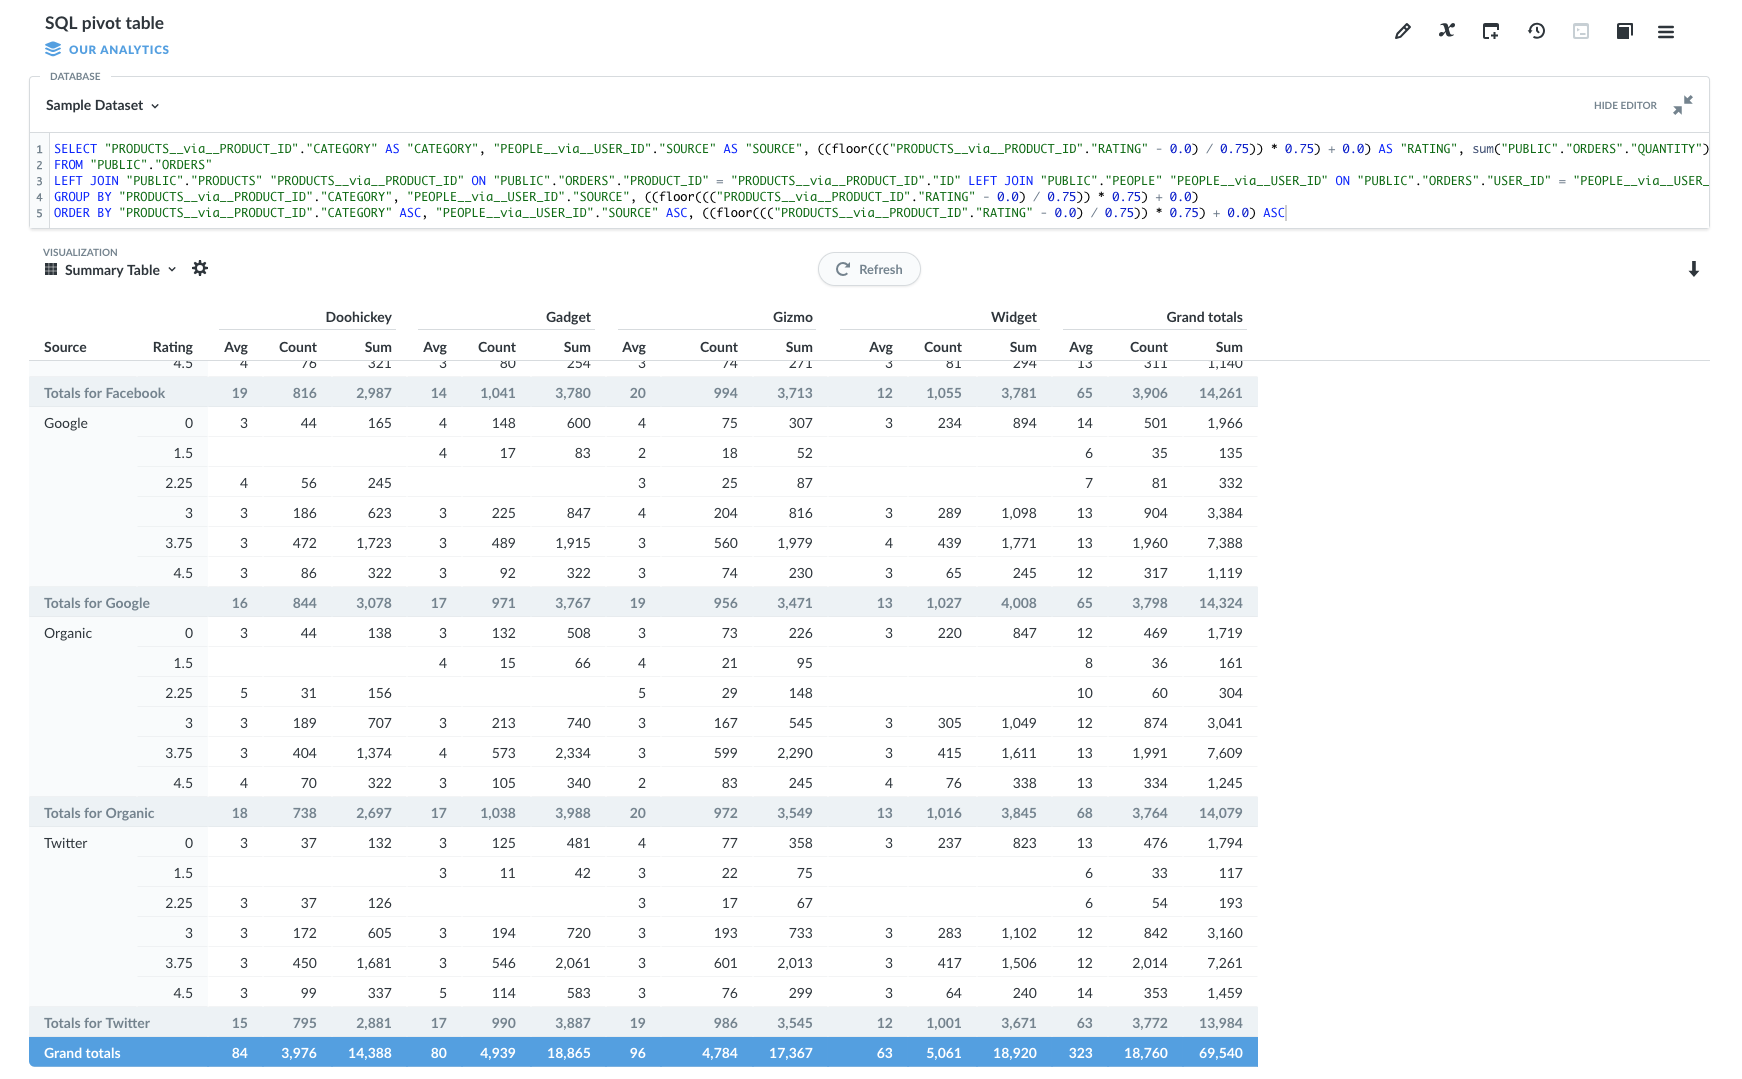 SQL pivot table
OUR ANALYTICS
DATABASE
Sample Dataset
HIDE EDITOR
1 SELECT "PRODUCTS__via__PRODUCT_ID"."CATEGORY" AS "CATEGORY", "PEOPLE__via__USER_ID"."SOURCE" AS "SOURCE", ((floor((("PRODUCTS__via__PRODUCT_ID"."RATING" - 0.0) / 0.75)) * 0.75) + 0.0) AS "RATING", sum("PUBLIC"."ORDERS"."QUANTITY")
2 FROM "PUBLIC"."ORDERS"
3 LEFT JOIN "PUBLIC"."PRODUCTS" "PRODUCTS__via__PRODUCT_ID" ON "PUBLIC"."ORDERS"."PRODUCT_ID" = "PRODUCTS__via__PRODUCT_ID"."ID" LEFT JOIN "PUBLIC"."PEOPLE" "PEOPLE__via__USER_ID" ON "PUBLIC"."ORDERS"."USER_ID" = "PEOPLE__via__USER_
4 GROUP BY "PRODUCTS__via__PRODUCT_ID"."CATEGORY", "PEOPLE__via__USER_ID"."SOURCE", ((floor((("PRODUCTS__via__PRODUCT_ID"."RATING" - 0.0) / 0.75)) * 0.75) + 0.0)
5 ORDER BY "PRODUCTS__via__PRODUCT_ID"."CATEGORY" ASC, "PEOPLE__via__USER_ID"."SOURCE" ASC, ((floor((("PRODUCTS__via__PRODUCT_ID"."RATING" - 0.0) / 0.75)) * 0.75) + 0.0) ASC
VISUALIZATION
Summary Table
Refresh
Doohickey Gadget Gizmo Widget Grand totals
Source Rating Avg Count Sum Avg Count Sum Avg Count Sum Avg Count Sum Avg Count Sum
4.5 4 76 321 3 80 254 3 74 271 3 81 294 13 311 1,140
Totals for Facebook 19 816 2,987 14 1,041 3,780 20 994 3,713 12 1,055 3,781 65 3,906 14,261
Google 0 3 44 165 4 148 600 4 75 307 3 234 894 14 501 1,966
1.5 4 17 83 2 18 52 6 35 135
2.25 4 56 245 3 25 87 7 81 332
3 3 186 623 3 225 847 4 204 816 3 289 1,098 13 904 3,384
3.75 3 472 1,723 3 489 1,915 3 560 1,979 4 439 1,771 13 1,960 7,388
4.5 3 86 322 3 92 322 3 74 230 3 65 245 12 317 1,119
Totals for Google 16 844 3,078 17 971 3,767 19 956 3,471 13 1,027 4,008 65 3,798 14,324
Organic 0 3 44 138 3 132 508 3 73 226 3 220 847 12 469 1,719
1.5 4 15 66 4 21 95 8 36 161
2.25 5 31 156 5 29 148 10 60 304
3 3 189 707 3 213 740 3 167 545 3 305 1,049 12 874 3,041
3.75 3 404 1,374 4 573 2,334 3 599 2,290 3 415 1,611 13 1,991 7,609
4.5 4 70 322 3 105 340 2 83 245 4 76 338 13 334 1,245
Totals for Organic 18 738 2,697 17 1,038 3,988 20 972 3,549 13 1,016 3,845 68 3,764 14,079
Twitter 0 3 37 132 3 125 481 4 77 358 3 237 823 13 476 1,794
1.5 3 11 42 3 22 75 6 33 117
2.25 3 37 126 3 17 67 6 54 193
3 3 172 605 3 194 720 3 193 733 3 283 1,102 12 842 3,160
3.75 3 450 1,681 3 546 2,061 3 601 2,013 3 417 1,506 12 2,014 7,261
4.5 3 99 337 5 114 583 3 76 299 3 64 240 14 353 1,459
Totals for Twitter 15 795 2,881 17 990 3,887 19 986 3,545 12 1,001 3,671 63 3,772 13,984
Grand totals 84 3,976 14,388 80 4,939 18,865 96 4,784 17,367 63 5,061 18,920 323 18,760 69,540